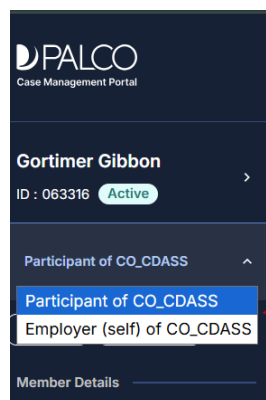 PALCO
Case Management Portal
Gortimer Gibbon
ID : 063316 Active
Participant of CO_CDASS
Participant of CO_CDASS
Employer (self) of CO_CDASS
Member Details